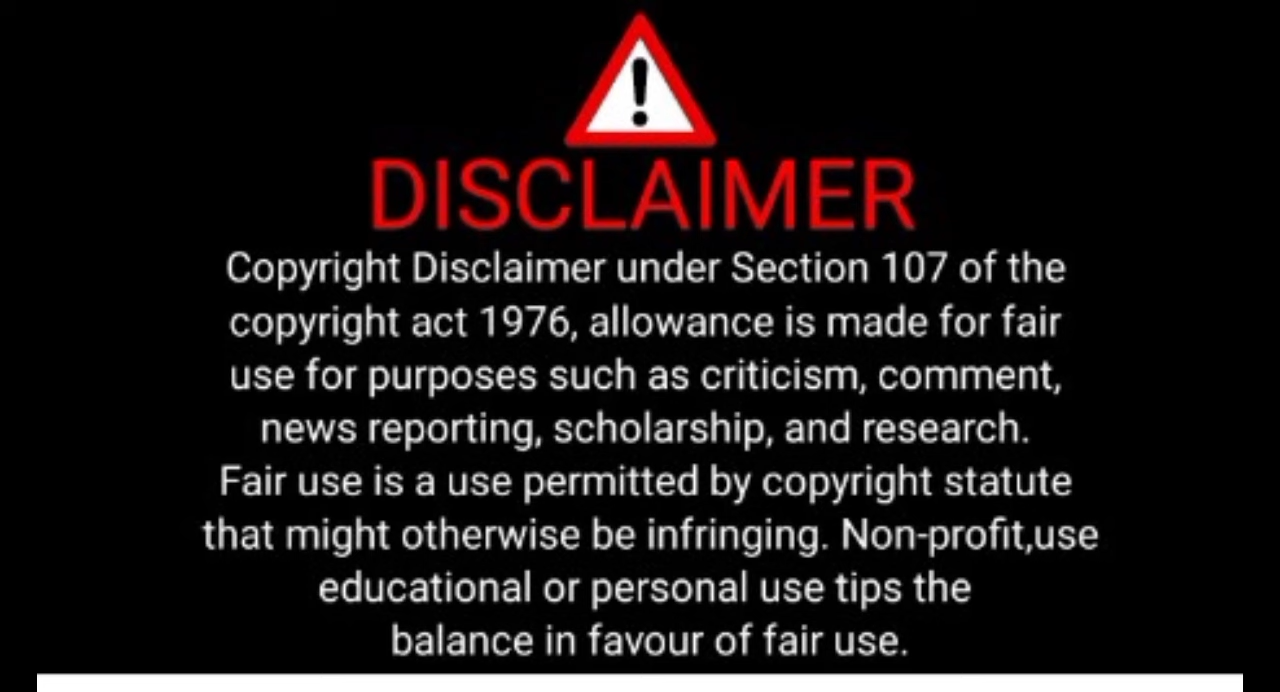 DISCLAIMER
Copyright Disclaimer under Section 107 of the
copyright act 1976, allowance is made for fair
use for purposes such as criticism, comment,
news reporting, scholarship, and research.
Fair use is a use permitted by copyright statute
that might otherwise be infringing. Non-profit,use
educational or personal use tips the
balance in favour of fair use.